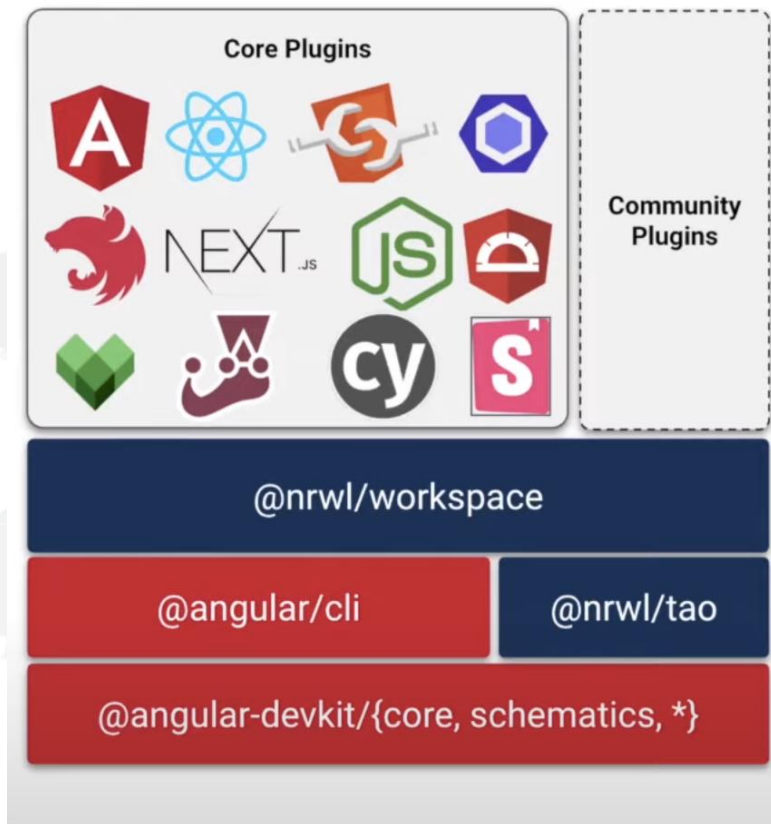 Core Plugins
A
NEXT.JS
JS
cy
S
Community
Plugins
@nrwl/workspace
@angular/cli
@nrwl/tao
@angular-devkit/{core, schematics, *}